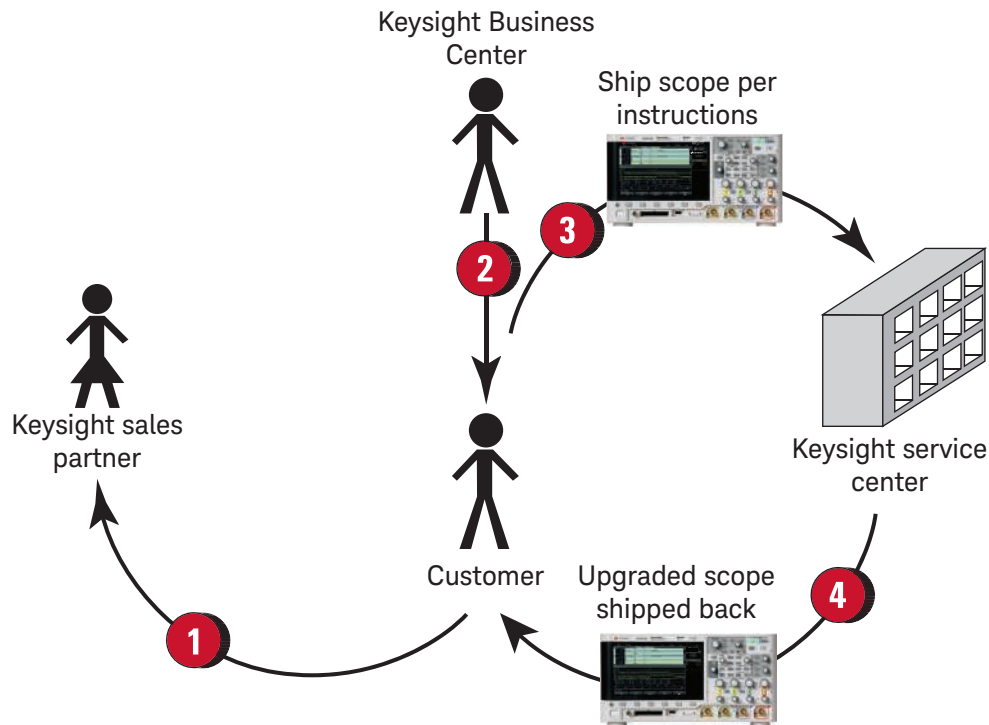 Keysight Business
Center
Ship scope per
instructions
3
2
Keysight sales
partner
Keysight service
center
Customer
Upgraded scope
shipped back
4
1